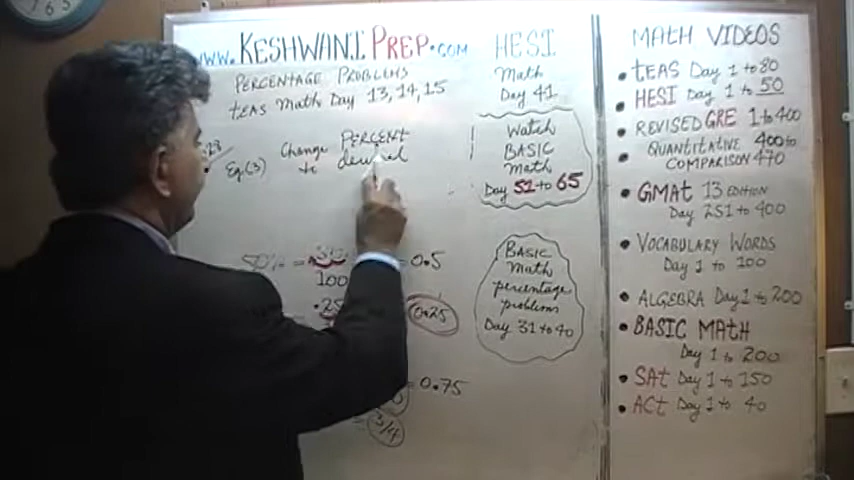 www.KESHWANIPREP.COM
PERCENTAGE PROBLEMS
TEAS Math Day 13, 14, 15
.28
Eg.(3) Change PERCENT
to decimal
50% = 50 = 0.5
100
.25
0.25
= 0.75
= 3/4
HESI
Math
Day 41
Watch
BASIC
Math
Day 51 to 65
BASIC
Math
percentage
problems
Day 31 to 40
MATH VIDEOS
• TEAS Day 1 to 80
• HESI Day 1 to 50
• REVISED GRE 1 to 400
• QUANTITATIVE 400 to
COMPARISON 470
• GMAT 13 EDITION
Day 251 to 400
• VOCABULARY WORDS
Day 1 to 100
• ALGEBRA Day 1 to 200
• BASIC MATH
Day 1 to 200
• SAT Day 1 to 150
• ACT Day 1 to 40